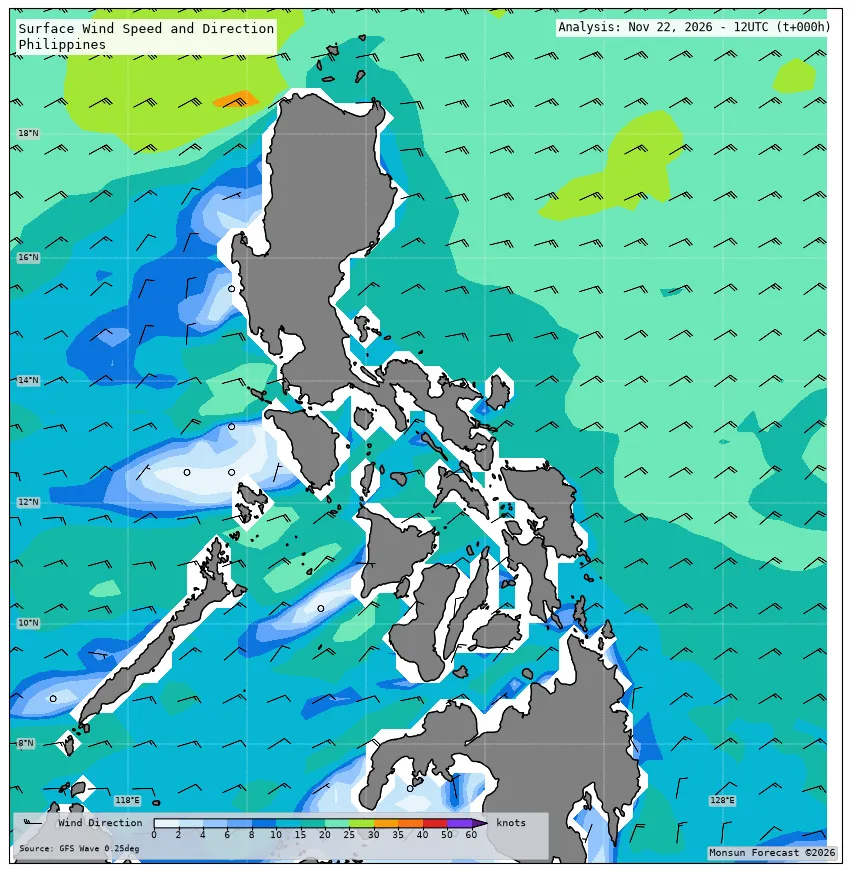 Surface Wind Speed and Direction
Philippines
Analysis: Nov 22, 2026 - 12UTC (t+000h)
18°N
16°N
14°N
12°N
10°N
8°N
118°E
128°E
Wind Direction
0 2 4 6 8 10 15 20 25 30 35 40 50 60
knots
Source: GFS Wave 0.25deg
Monsun Forecast ©2026